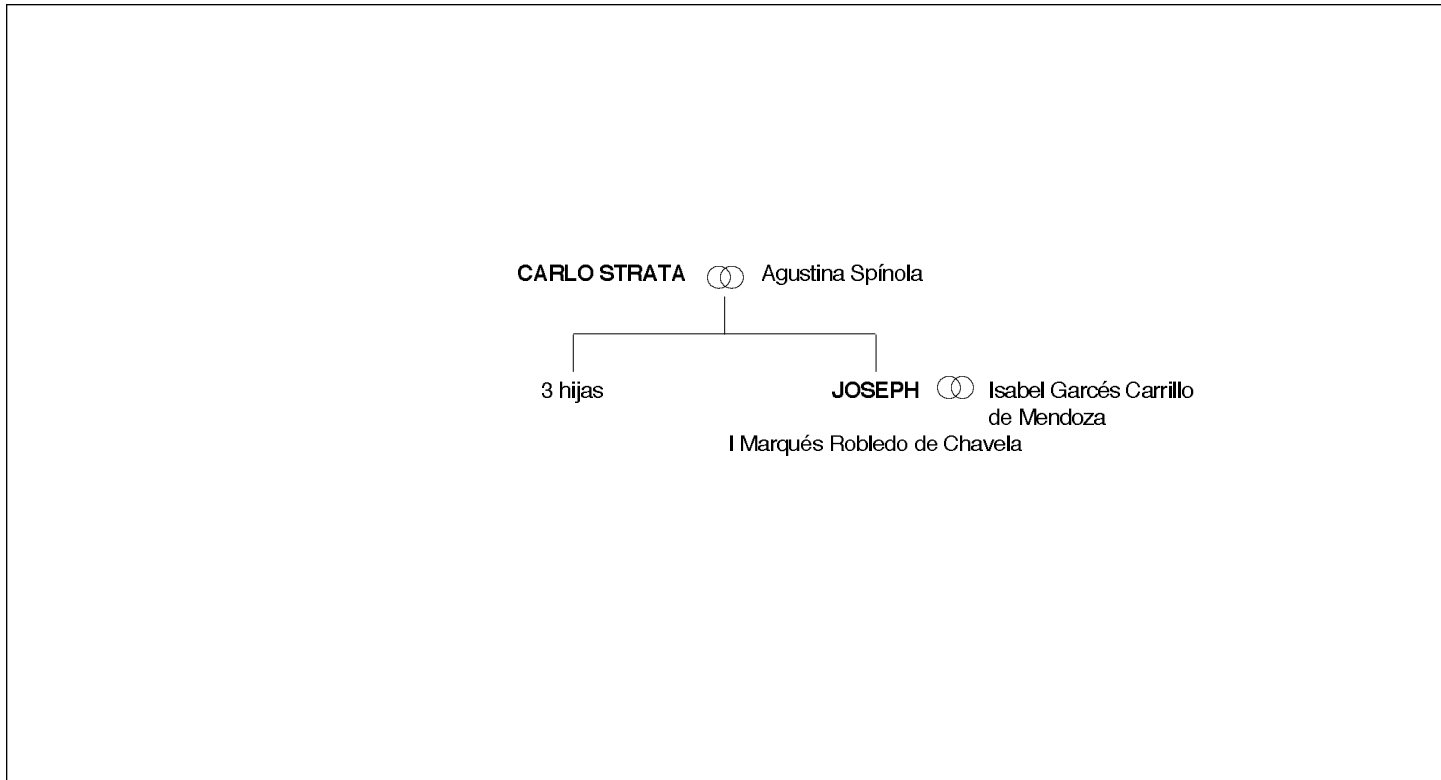 CARLO STRATA Agustina Spínola
3 hijas JOSEPH Isabel Garcés Carrillo
de Mendoza
I Marqués Robledo de Chavela